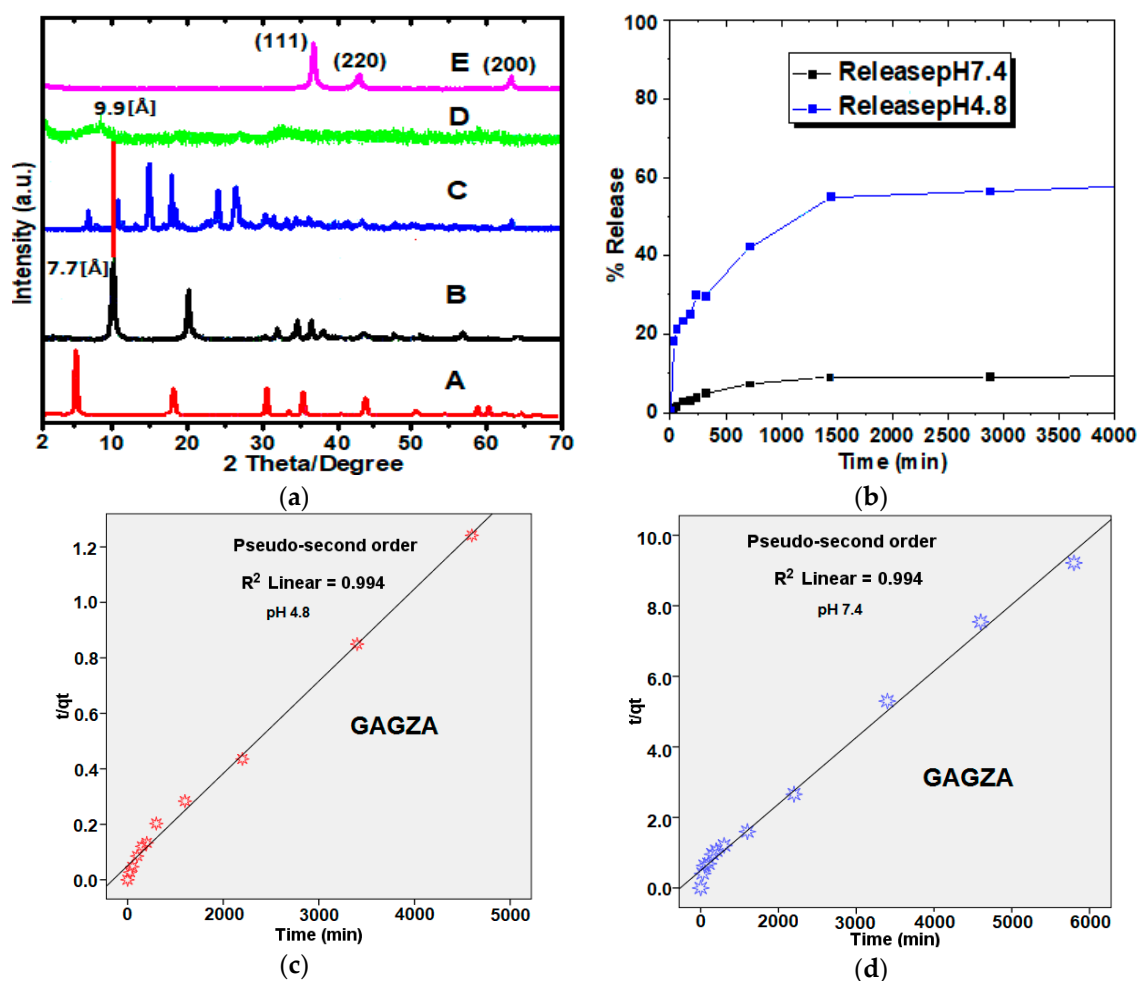 (111)
(220)
(200)
E
9.9[Å]
D
C
7.7[Å]
B
A
Intensity (a.u.)
2 10 20 30 40 50 60 70
2 Theta/Degree
(a)
100
80
60
40
20
0
% Release
ReleasepH7.4
ReleasepH4.8
0 500 1000 1500 2000 2500 3000 3500 4000
Time (min)
(b)
Pseudo-second order
R² Linear = 0.994
pH 4.8
GAGZA
1.2
1.0
0.8
0.6
0.4
0.2
0.0
t/qt
0 2000 3000 4000 5000
Time (min)
(c)
Pseudo-second order
R² Linear = 0.994
pH 7.4
GAGZA
10.0
8.0
6.0
4.0
2.0
0.0
t/qt
0 2000 3000 4000 5000 6000
Time (min)
(d)